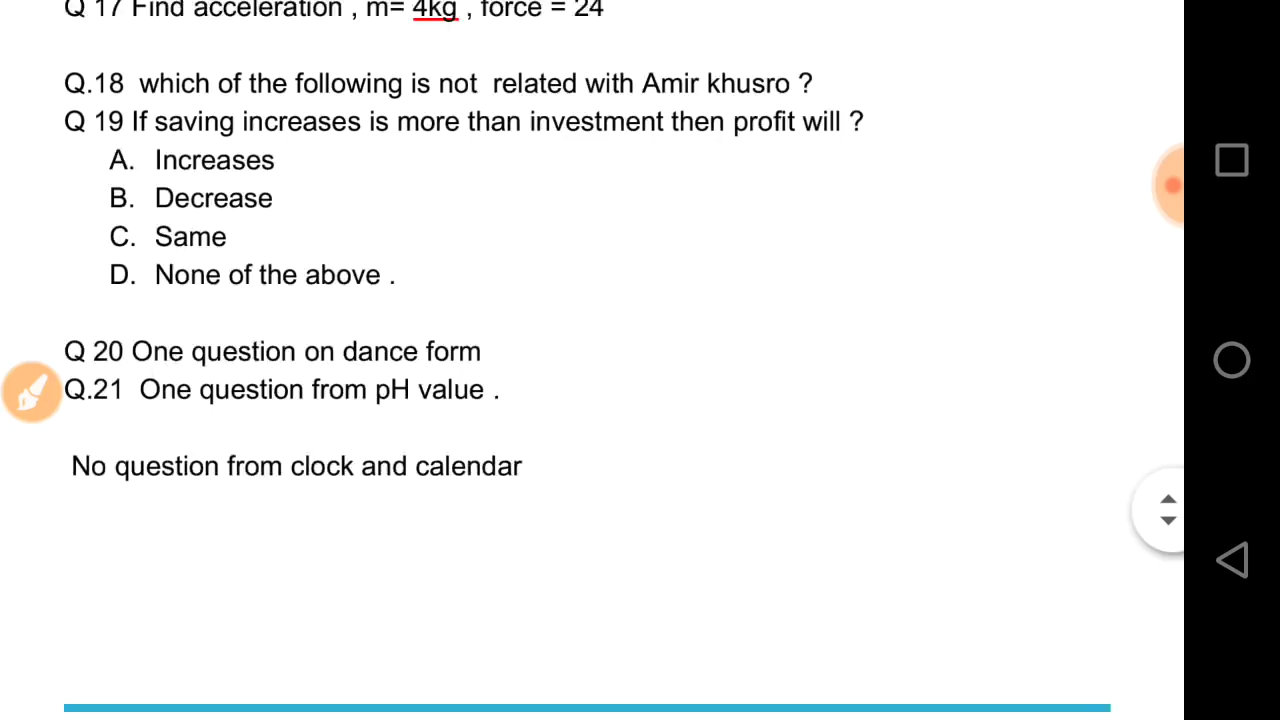 Q 17 Find acceleration , m= 4kg , force = 24
Q.18  which of the following is not  related with Amir khusro ?
Q 19 If saving increases is more than investment then profit will ?
A. Increases
B. Decrease
C. Same
D. None of the above .
Q 20 One question on dance form
Q.21  One question from pH value .
No question from clock and calendar